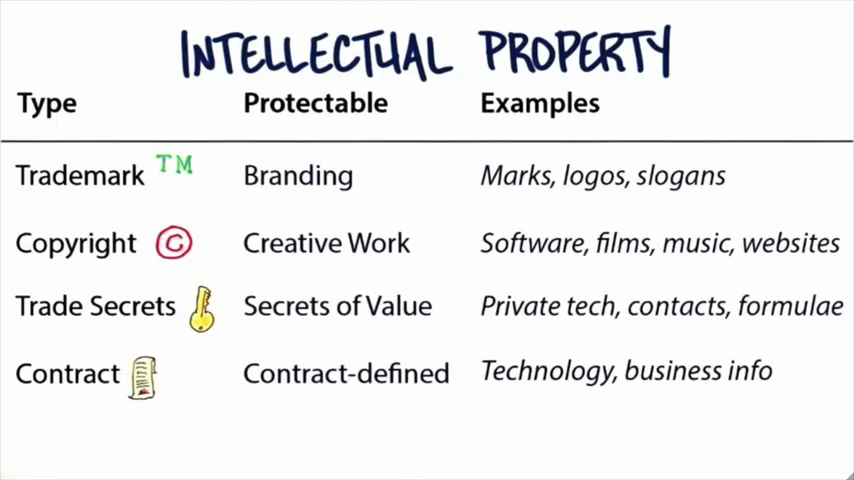 INTELLECTUAL PROPERTY
Type Protectable Examples
Trademark TM Branding Marks, logos, slogans
Copyright © Creative Work Software, films, music, websites
Trade Secrets Secrets of Value Private tech, contacts, formulae
Contract Contract-defined Technology, business info